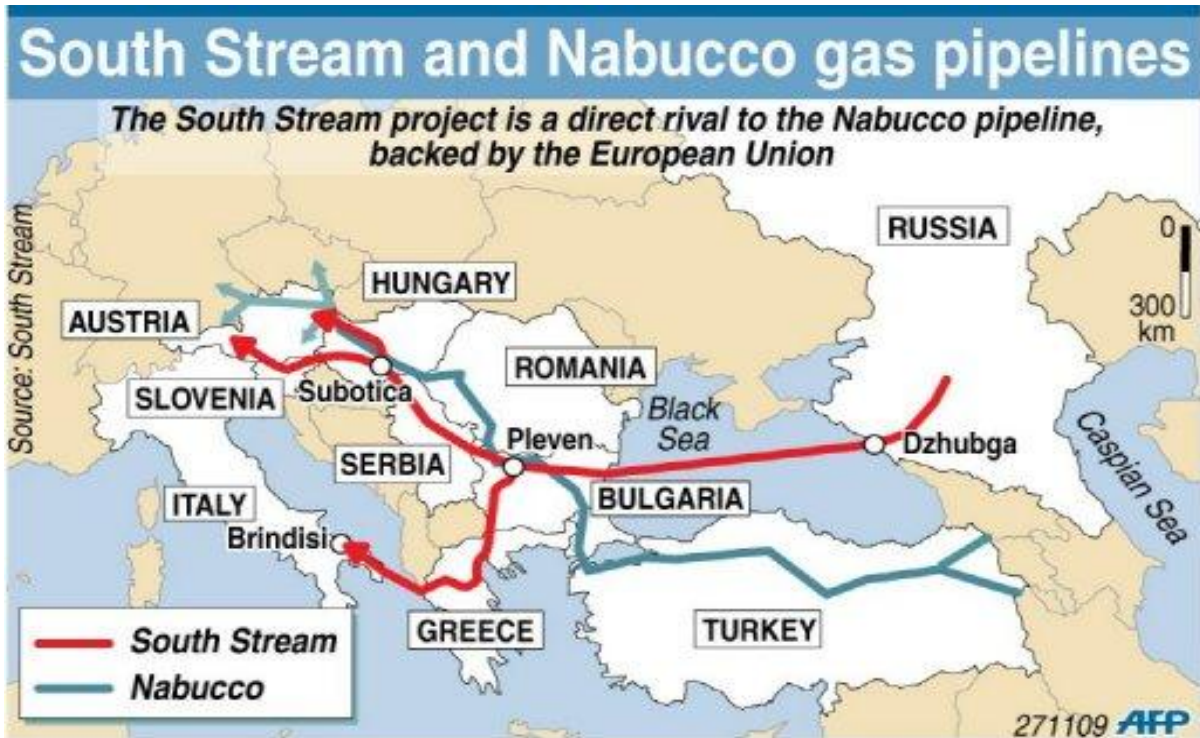 South Stream and Nabucco gas pipelines
The South Stream project is a direct rival to the Nabucco pipeline,
backed by the European Union
Source: South Stream
RUSSIA
0
300
km
HUNGARY
AUSTRIA
ROMANIA
SLOVENIA
Subotica
Black
Sea
Pleven
Dzhubga
Caspian Sea
SERBIA
BULGARIA
ITALY
Brindisi
GREECE
TURKEY
South Stream
Nabucco
271109 AFP